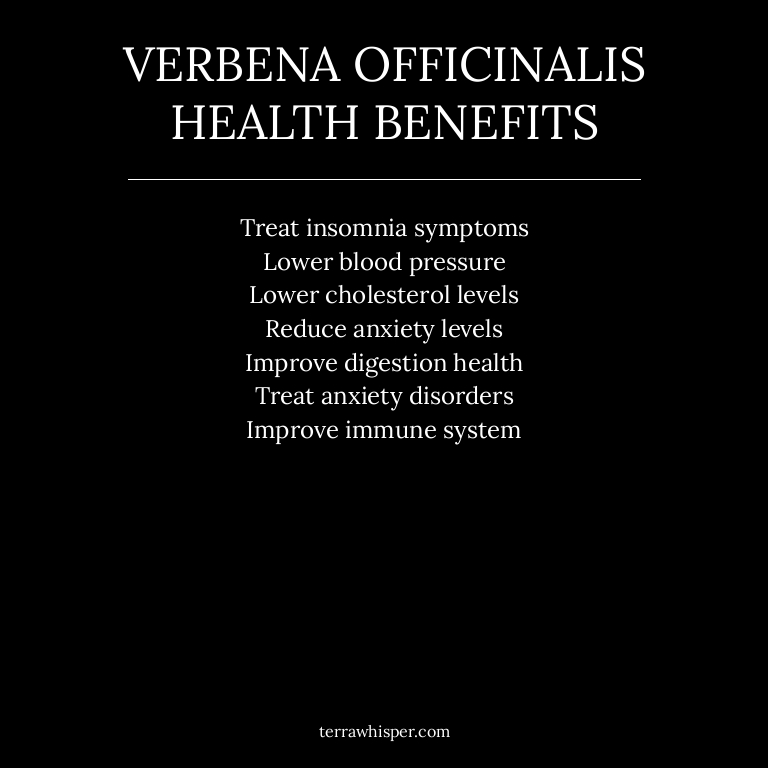 VERBENA OFFICINALIS
HEALTH BENEFITS
Treat insomnia symptoms
Lower blood pressure
Lower cholesterol levels
Reduce anxiety levels
Improve digestion health
Treat anxiety disorders
Improve immune system
terrawhisper.com